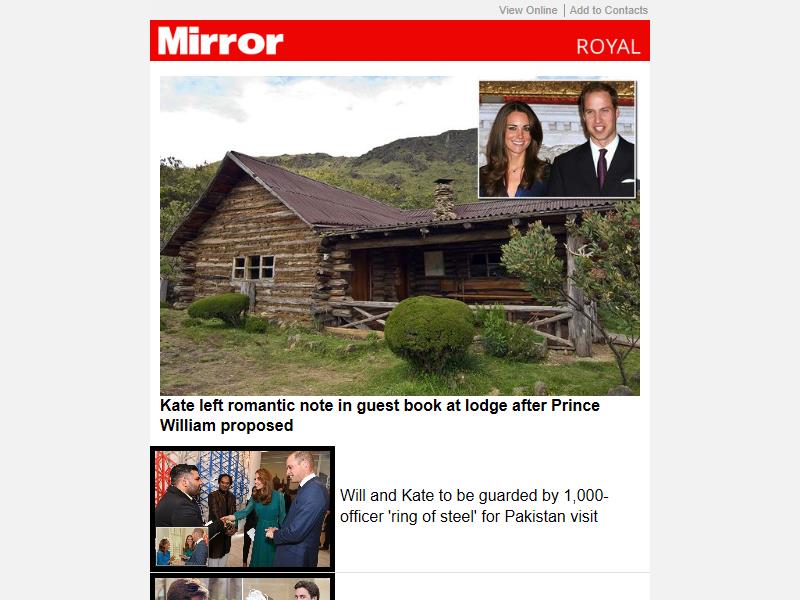 View Online | Add to Contacts
Mirror
ROYAL
Kate left romantic note in guest book at lodge after Prince
William proposed
Will and Kate to be guarded by 1,000-
officer 'ring of steel' for Pakistan visit